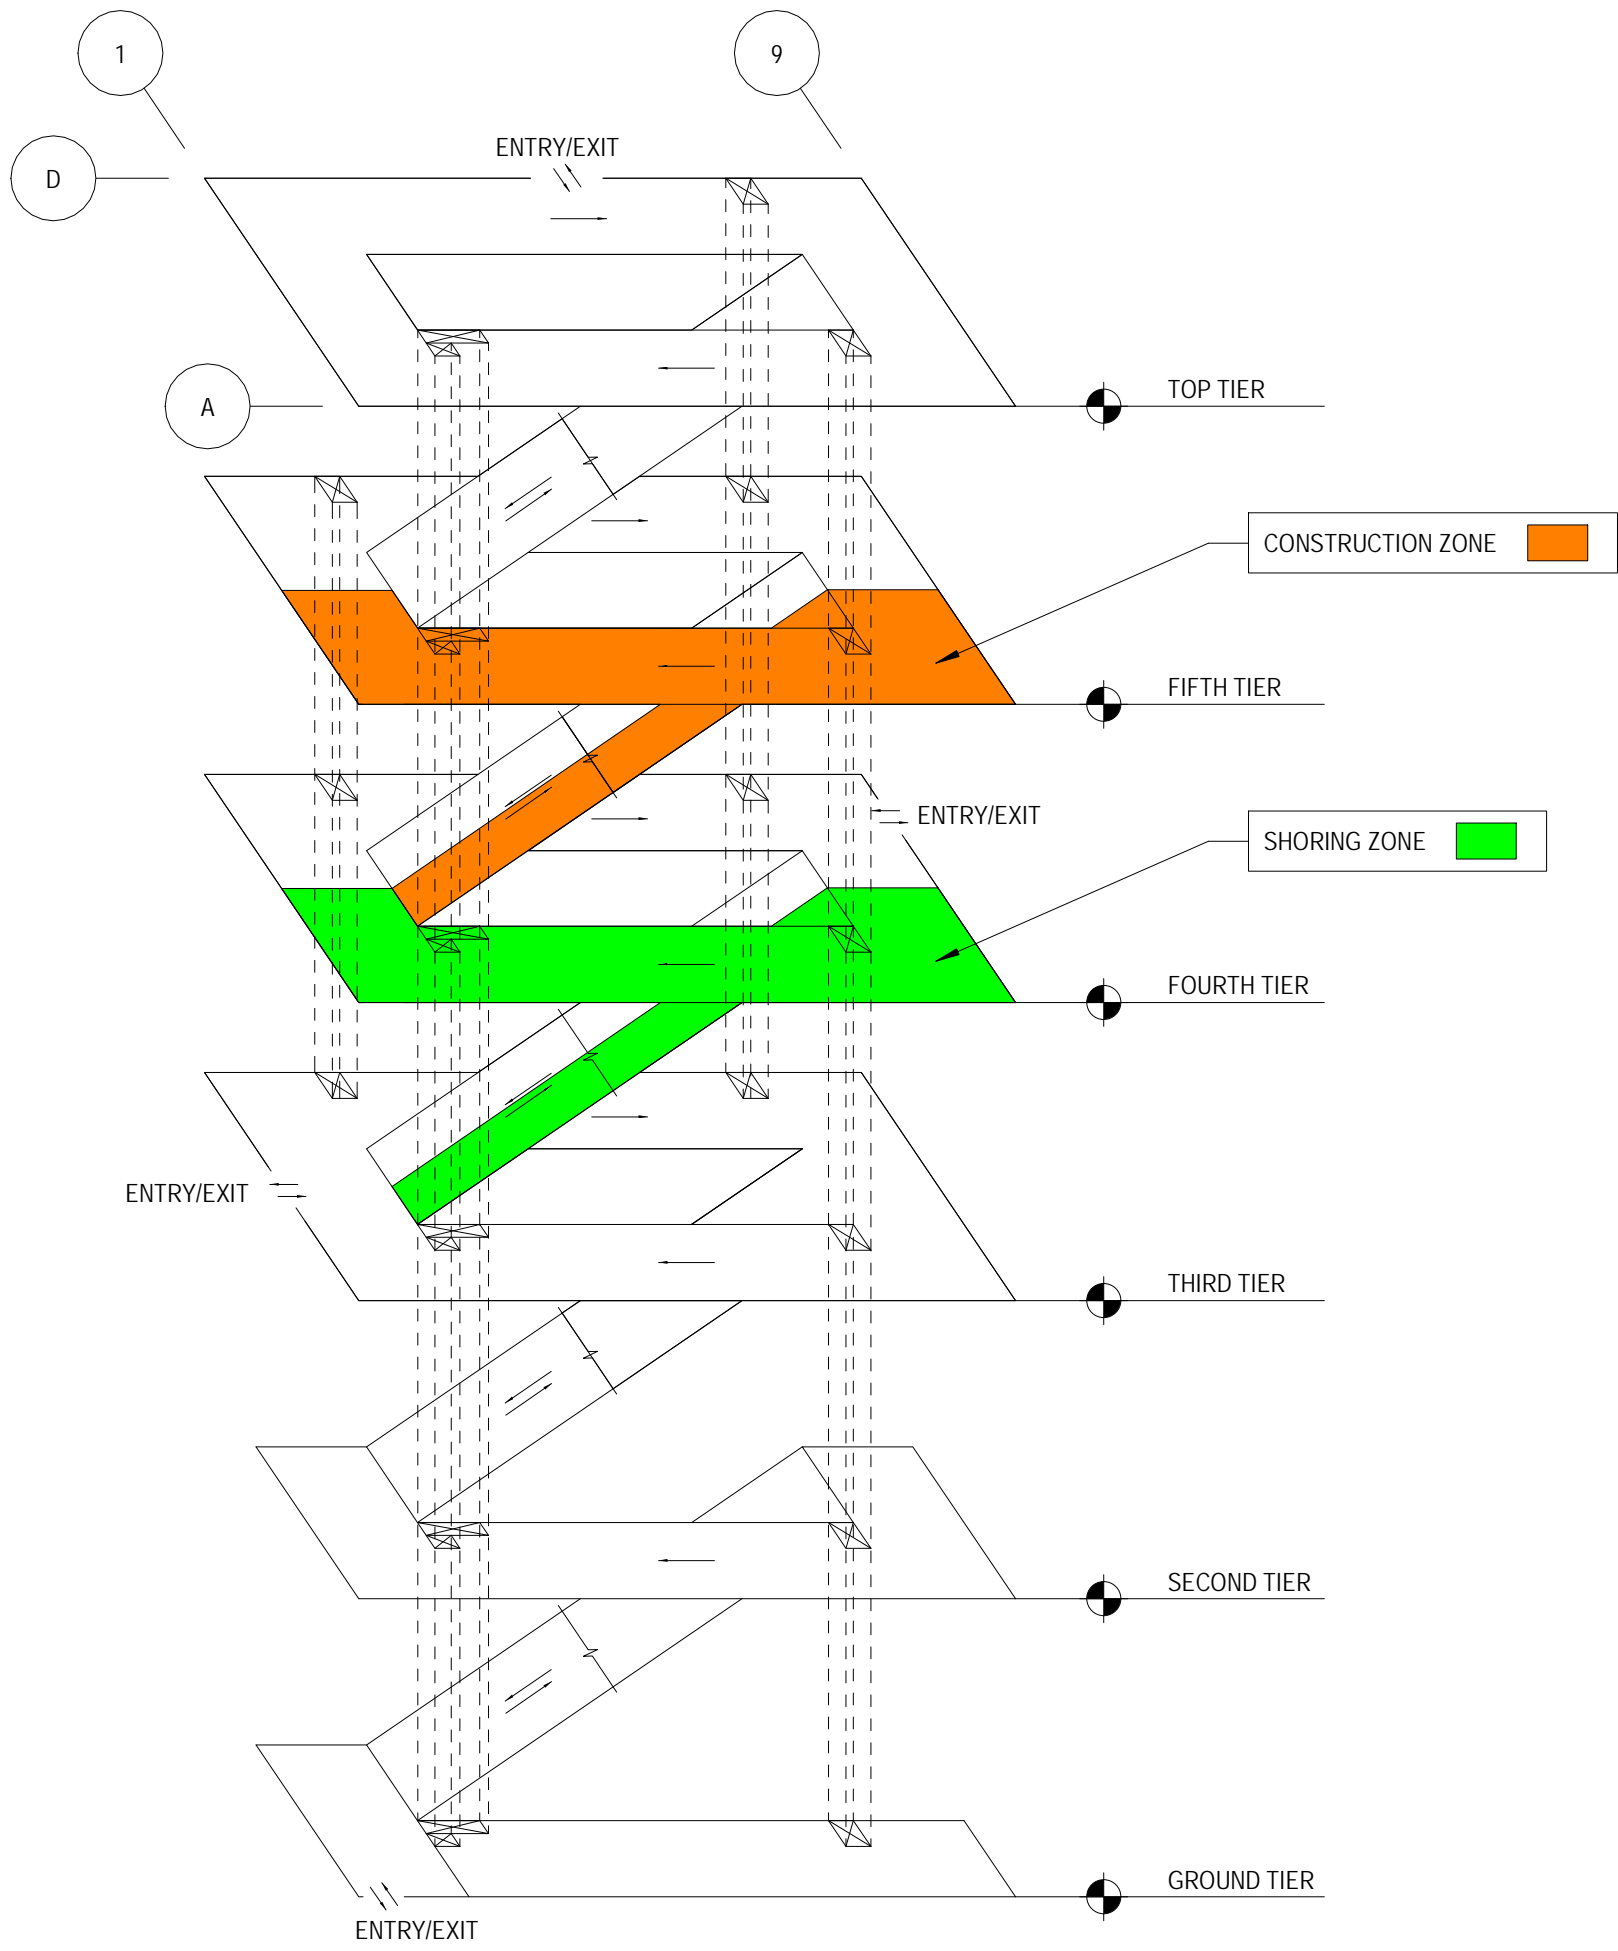 1
9
D
ENTRY/EXIT
A
TOP TIER
CONSTRUCTION ZONE
FIFTH TIER
ENTRY/EXIT
SHORING ZONE
FOURTH TIER
ENTRY/EXIT
THIRD TIER
SECOND TIER
GROUND TIER
ENTRY/EXIT